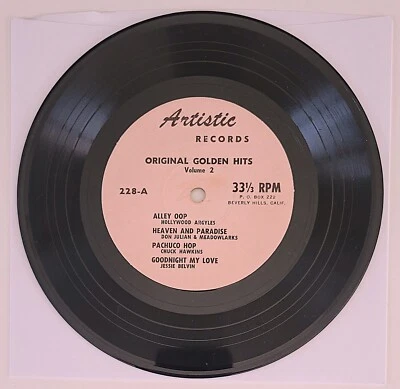 Artistic
RECORDS
ORIGINAL GOLDEN HITS
Volume 2
228-A
33⅓ RPM
P. O. BOX 222
BEVERLY HILLS, CALIF.
ALLEY OOP
HOLLYWOOD ARGYLES
HEAVEN AND PARADISE
DON JULIAN & MEADOWLARKS
PACHUCO HOP
CHUCK HAWKINS
GOODNIGHT MY LOVE
JESSIE BELVIN